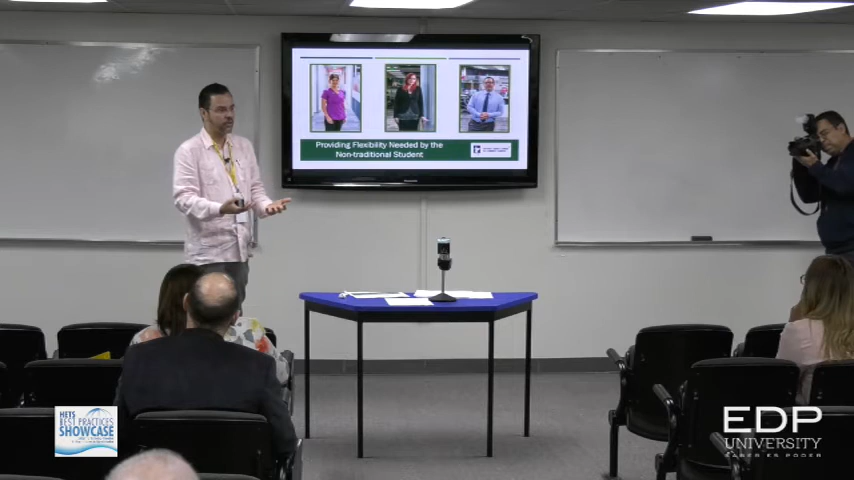 Providing Flexibility Needed by the
Non-traditional Student
HETS
BEST PRACTICES
SHOWCASE
EDP
UNIVERSITY
SABER ES PODER